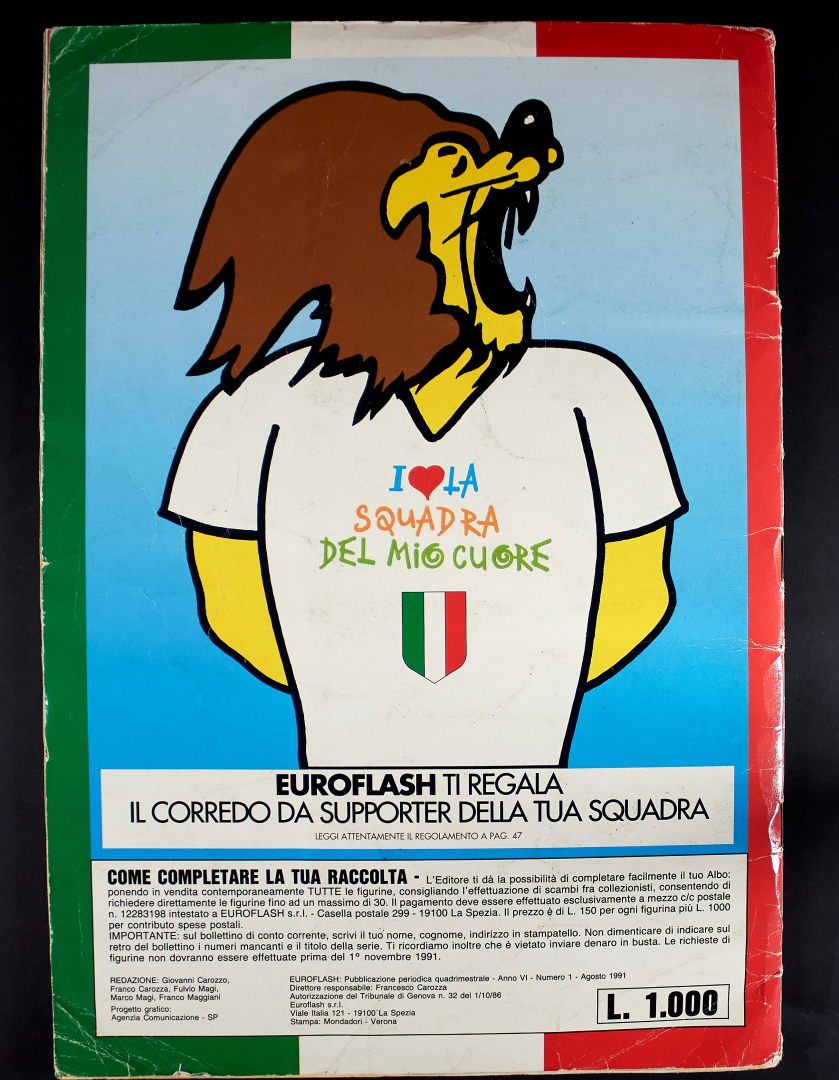 I ❤ LA
SQUADRA
DEL MIO CUORE
EUROFLASH TI REGALA
IL CORREDO DA SUPPORTER DELLA TUA SQUADRA
LEGGI ATTENTAMENTE IL REGOLAMENTO A PAG. 47
COME COMPLETARE LA TUA RACCOLTA - L'Editore ti dà la possibilità di completare facilmente il tuo Albo:
ponendo in vendita contemporaneamente TUTTE le figurine, consigliando l'effettuazione di scambi fra collezionisti, consentendo di
richiedere direttamente le figurine fino ad un massimo di 30. Il pagamento deve essere effettuato esclusivamente a mezzo c/c postale
n. 12283198 intestato a EUROFLASH s.r.l. - Casella postale 299 - 19100 La Spezia. Il prezzo è di L. 150 per ogni figurina più L. 1000
per contributo spese postali.
IMPORTANTE: sul bollettino di conto corrente, scrivi il tuo nome, cognome, indirizzo in stampatello. Non dimenticare di indicare sul
retro del bollettino i numeri mancanti e il titolo della serie. Ti ricordiamo inoltre che è vietato inviare denaro in busta. Le richieste di
figurine non dovranno essere effettuate prima del 1º novembre 1991.
REDAZIONE: Giovanni Carozzo,
Franco Carozza, Fulvio Magi,
Marco Magi, Franco Maggiani
Progetto grafico:
Agenzia Comunicazione - SP
EUROFLASH: Pubblicazione periodica quadrimestrale - Anno VI - Numero 1 - Agosto 1991
Direttore responsabile: Francesco Carozza
Autorizzazione del Tribunale di Genova n. 32 del 1/10/86
Euroflash s.r.l.
Viale Italia 121 - 19100 La Spezia
Stampa: Mondadori - Verona
L. 1.000